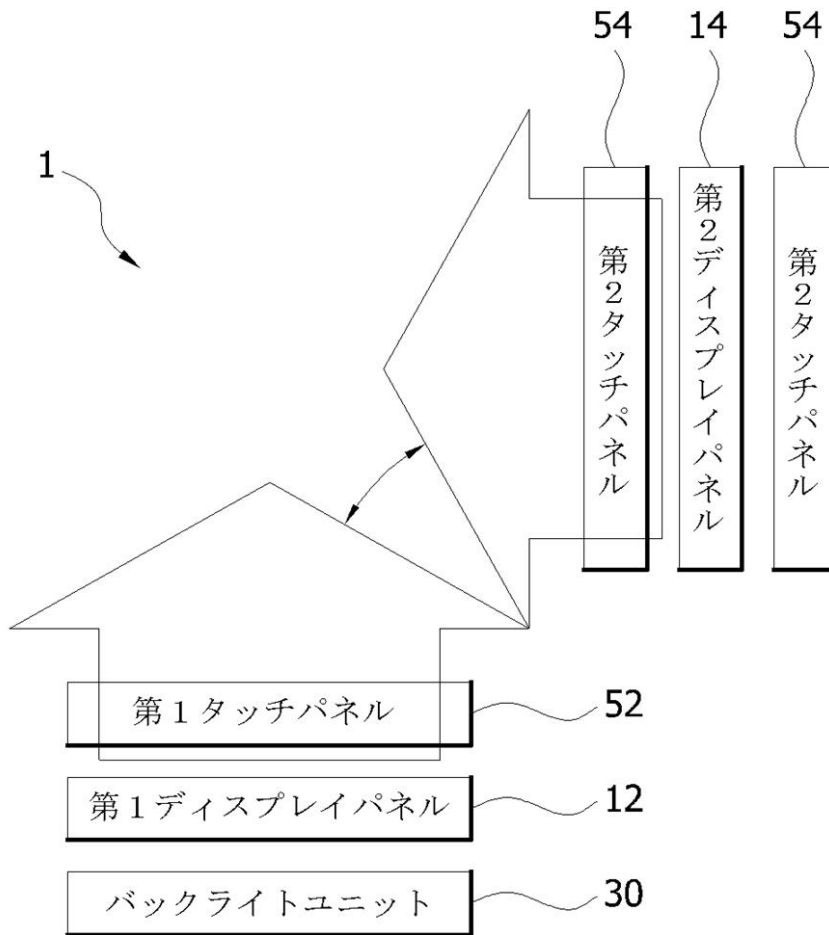 54
14
54
1
第2タッチパネル
第2ディスプレイパネル
第2タッチパネル
第1タッチパネル
52
第1ディスプレイパネル
12
バックライトユニット
30